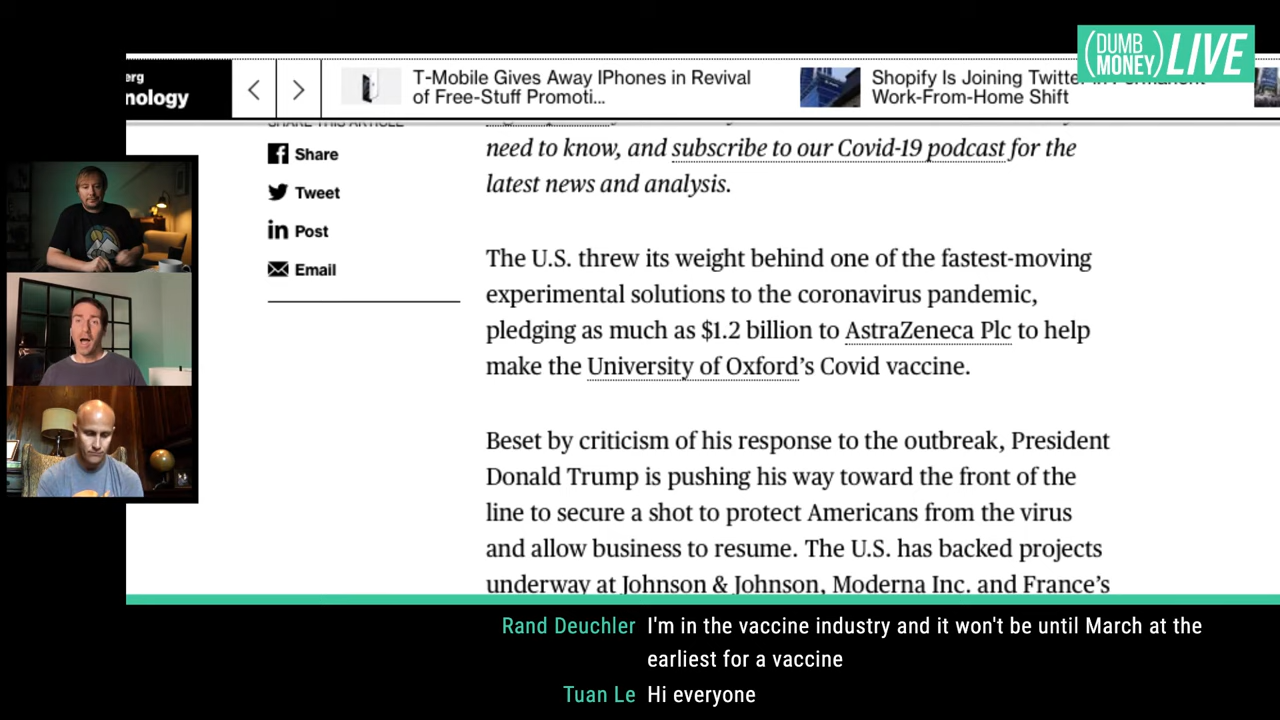 (DUMB MONEY) LIVE
erg
nology
T-Mobile Gives Away IPhones in Revival
of Free-Stuff Promoti...
Shopify Is Joining Twitter in Permanent
Work-From-Home Shift
SHARE THIS ARTICLE
Share
Tweet
Post
Email
need to know, and subscribe to our Covid-19 podcast for the
latest news and analysis.
The U.S. threw its weight behind one of the fastest-moving
experimental solutions to the coronavirus pandemic,
pledging as much as $1.2 billion to AstraZeneca Plc to help
make the University of Oxford's Covid vaccine.
Beset by criticism of his response to the outbreak, President
Donald Trump is pushing his way toward the front of the
line to secure a shot to protect Americans from the virus
and allow business to resume. The U.S. has backed projects
underway at Johnson & Johnson, Moderna Inc. and France's
Rand Deuchler I'm in the vaccine industry and it won't be until March at the
earliest for a vaccine
Tuan Le Hi everyone